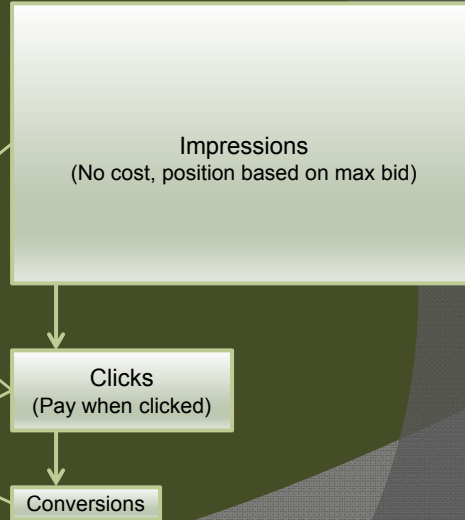 Impressions
(No cost, position based on max bid)
Clicks
(Pay when clicked)
Conversions